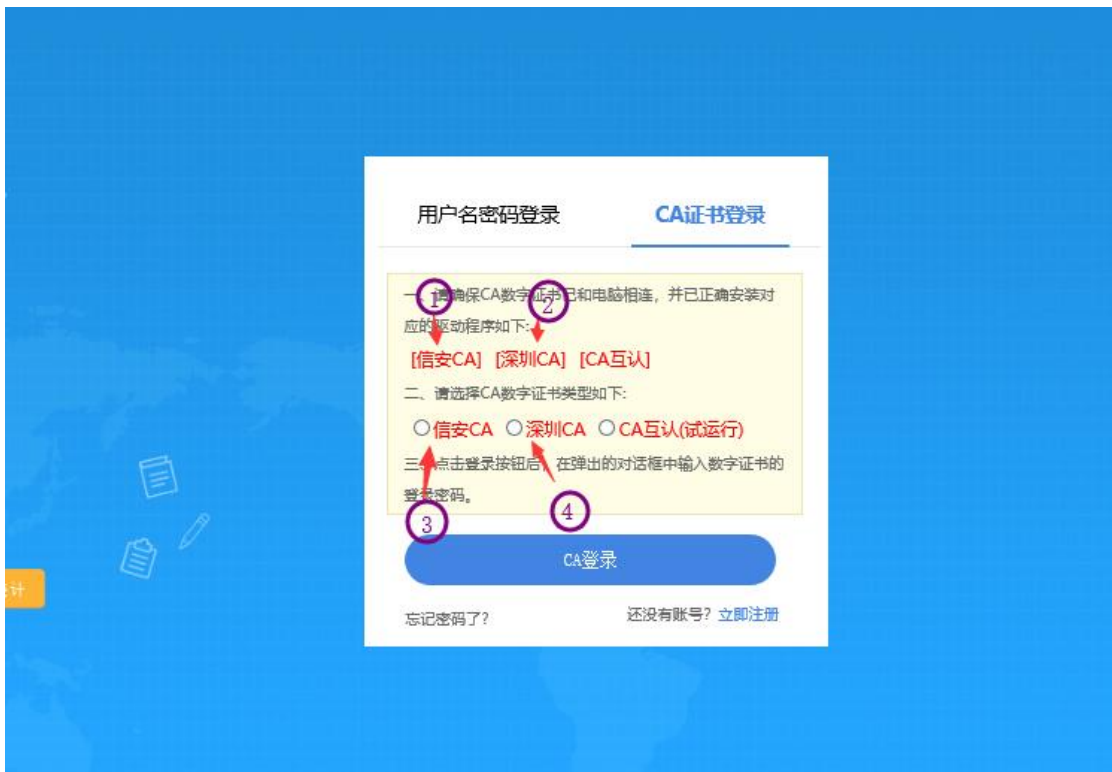 用户名密码登录 CA证书登录
一、请确保CA数字证书已和电脑相连，并已正确安装对
① ②
应的驱动程序如下:
[信安CA] [深圳CA] [CA互认]
二、请选择CA数字证书类型如下:
信安CA 深圳CA CA互认(试运行)
三、点击登录按钮后，在弹出的对话框中输入数字证书的
登录密码。
③ ④
CA登录
计
忘记密码了? 还没有账号? 立即注册